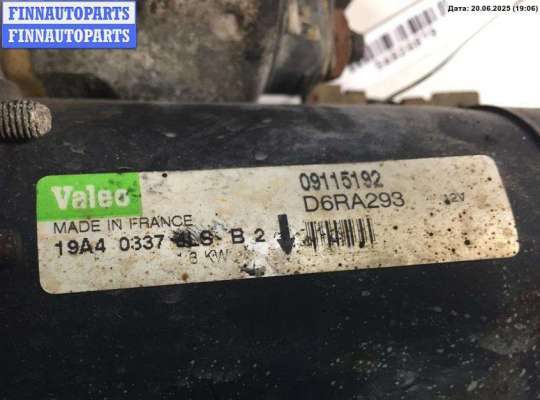 FINNAUTOPARTS
FINNAUTOPARTS
Дата: 20.06.2025 (19:06)
Valeo
09115192
MADE IN FRANCE
D6RA293
12V
19A4 0337 B 2
KW